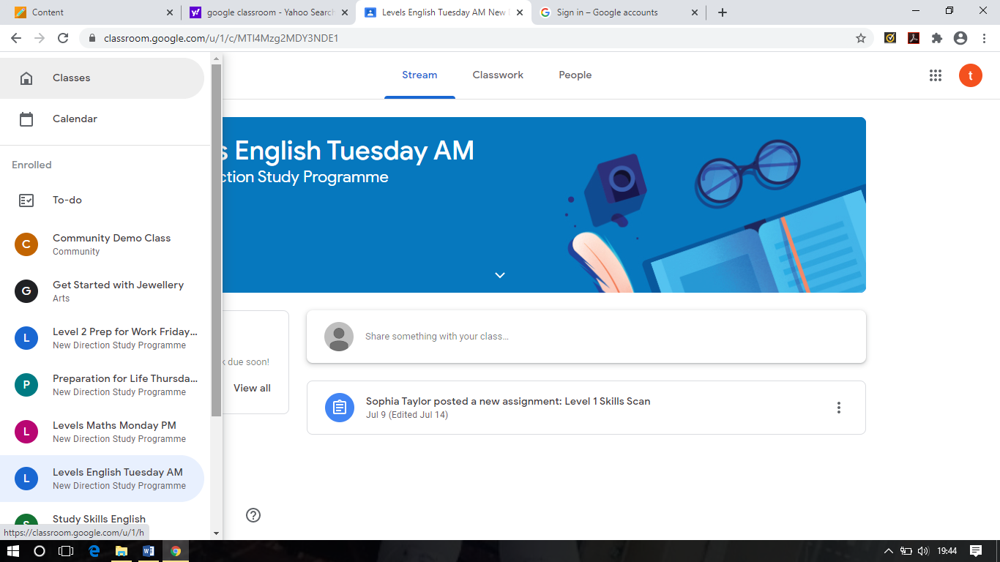 Content
google classroom - Yahoo Search
Levels English Tuesday AM New
Sign in – Google accounts
classroom.google.com/u/1/c/MTI4Mzg2MDY3NDE1
Classes
Calendar
Enrolled
To-do
C
Community Demo Class
Community
G
Get Started with Jewellery
Arts
L
Level 2 Prep for Work Friday...
New Direction Study Programme
P
Preparation for Life Thursda...
New Direction Study Programme
L
Levels Maths Monday PM
New Direction Study Programme
L
Levels English Tuesday AM
New Direction Study Programme
S
Study Skills English
https://classroom.google.com/u/1/h
Stream
Classwork
People
t
s English Tuesday AM
ction Study Programme
k due soon!
View all
Share something with your class...
Sophia Taylor posted a new assignment: Level 1 Skills Scan
Jul 9 (Edited Jul 14)
19:44